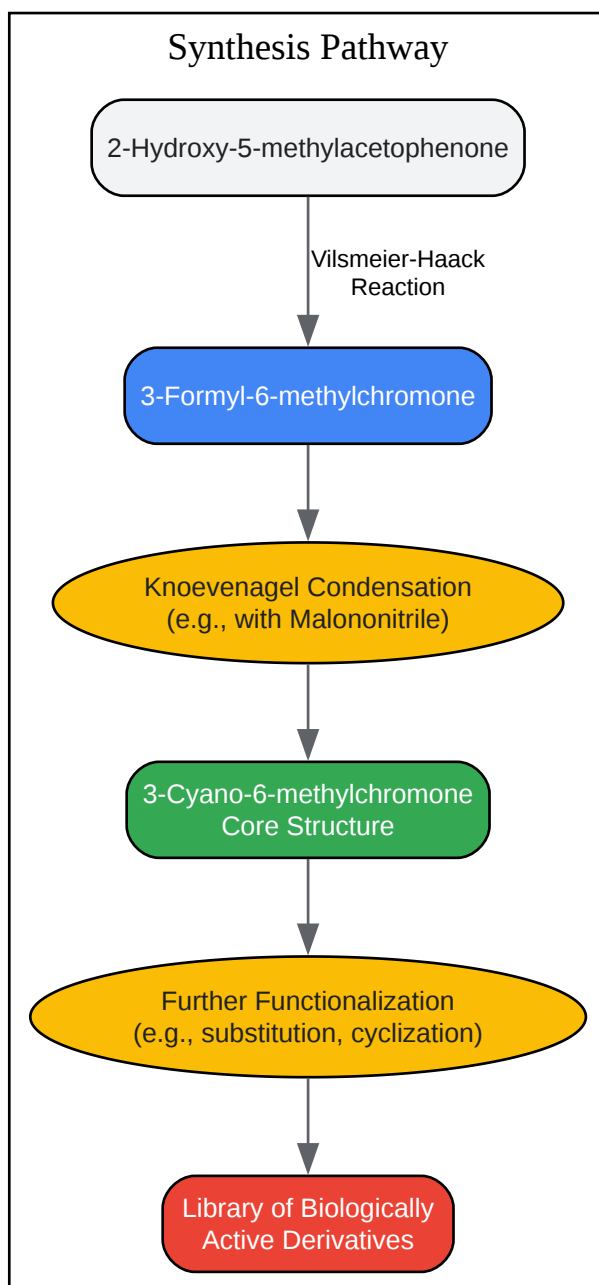 Synthesis Pathway
2-Hydroxy-5-methylacetophenone
Vilsmeier-Haack
Reaction
3-Formyl-6-methylchromone
Knoevenagel Condensation
(e.g., with Malononitrile)
3-Cyano-6-methylchromone
Core Structure
Further Functionalization
(e.g., substitution, cyclization)
Library of Biologically
Active Derivatives